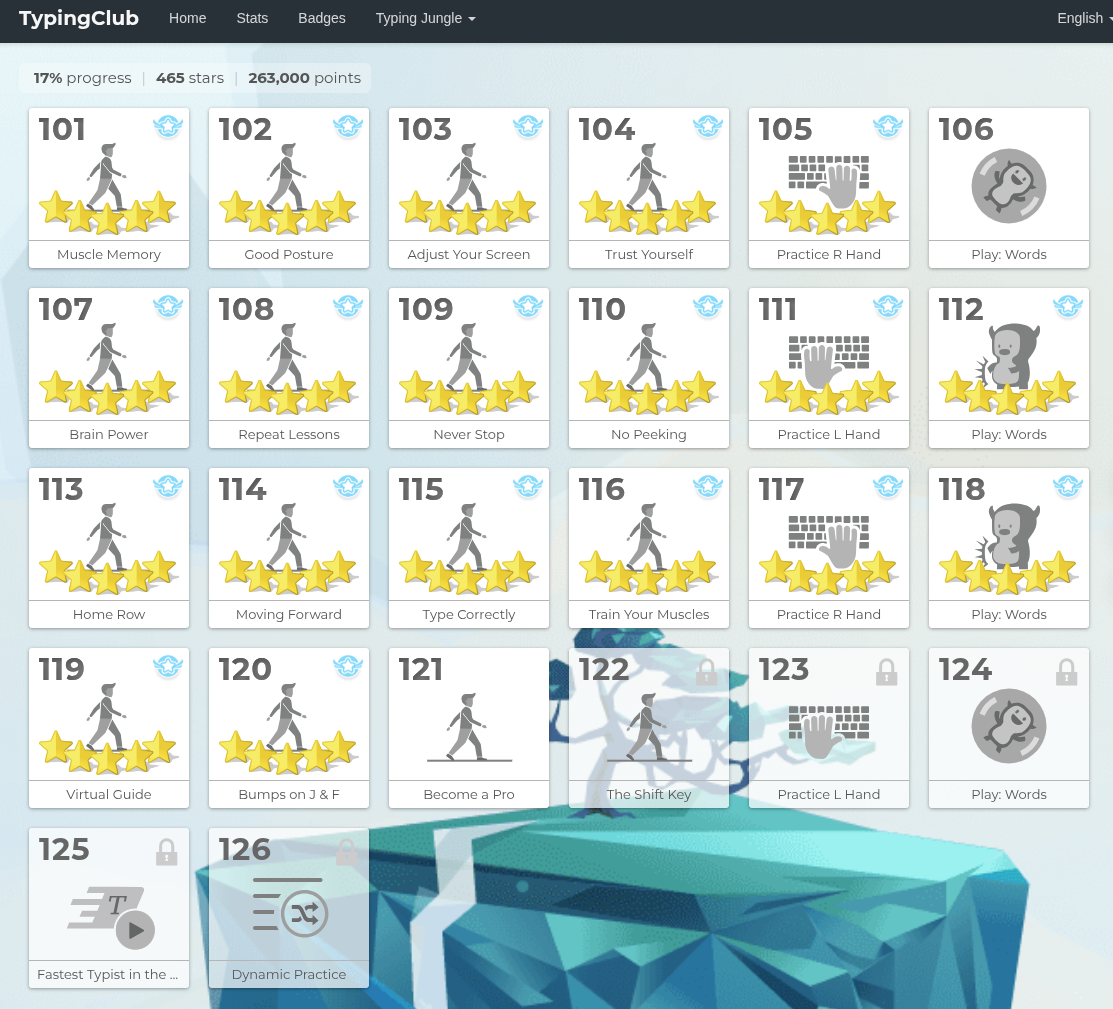 TypingClub Home Stats Badges Typing Jungle English
17% progress | 465 stars | 263,000 points
101 102 103 104 105 106
Muscle Memory Good Posture Adjust Your Screen Trust Yourself Practice R Hand Play: Words
107 108 109 110 111 112
Brain Power Repeat Lessons Never Stop No Peeking Practice L Hand Play: Words
113 114 115 116 117 118
Home Row Moving Forward Type Correctly Train Your Muscles Practice R Hand Play: Words
119 120 121 122 123 124
Virtual Guide Bumps on J & F Become a Pro The Shift Key Practice L Hand Play: Words
125 126
T
Fastest Typist in the ... Dynamic Practice